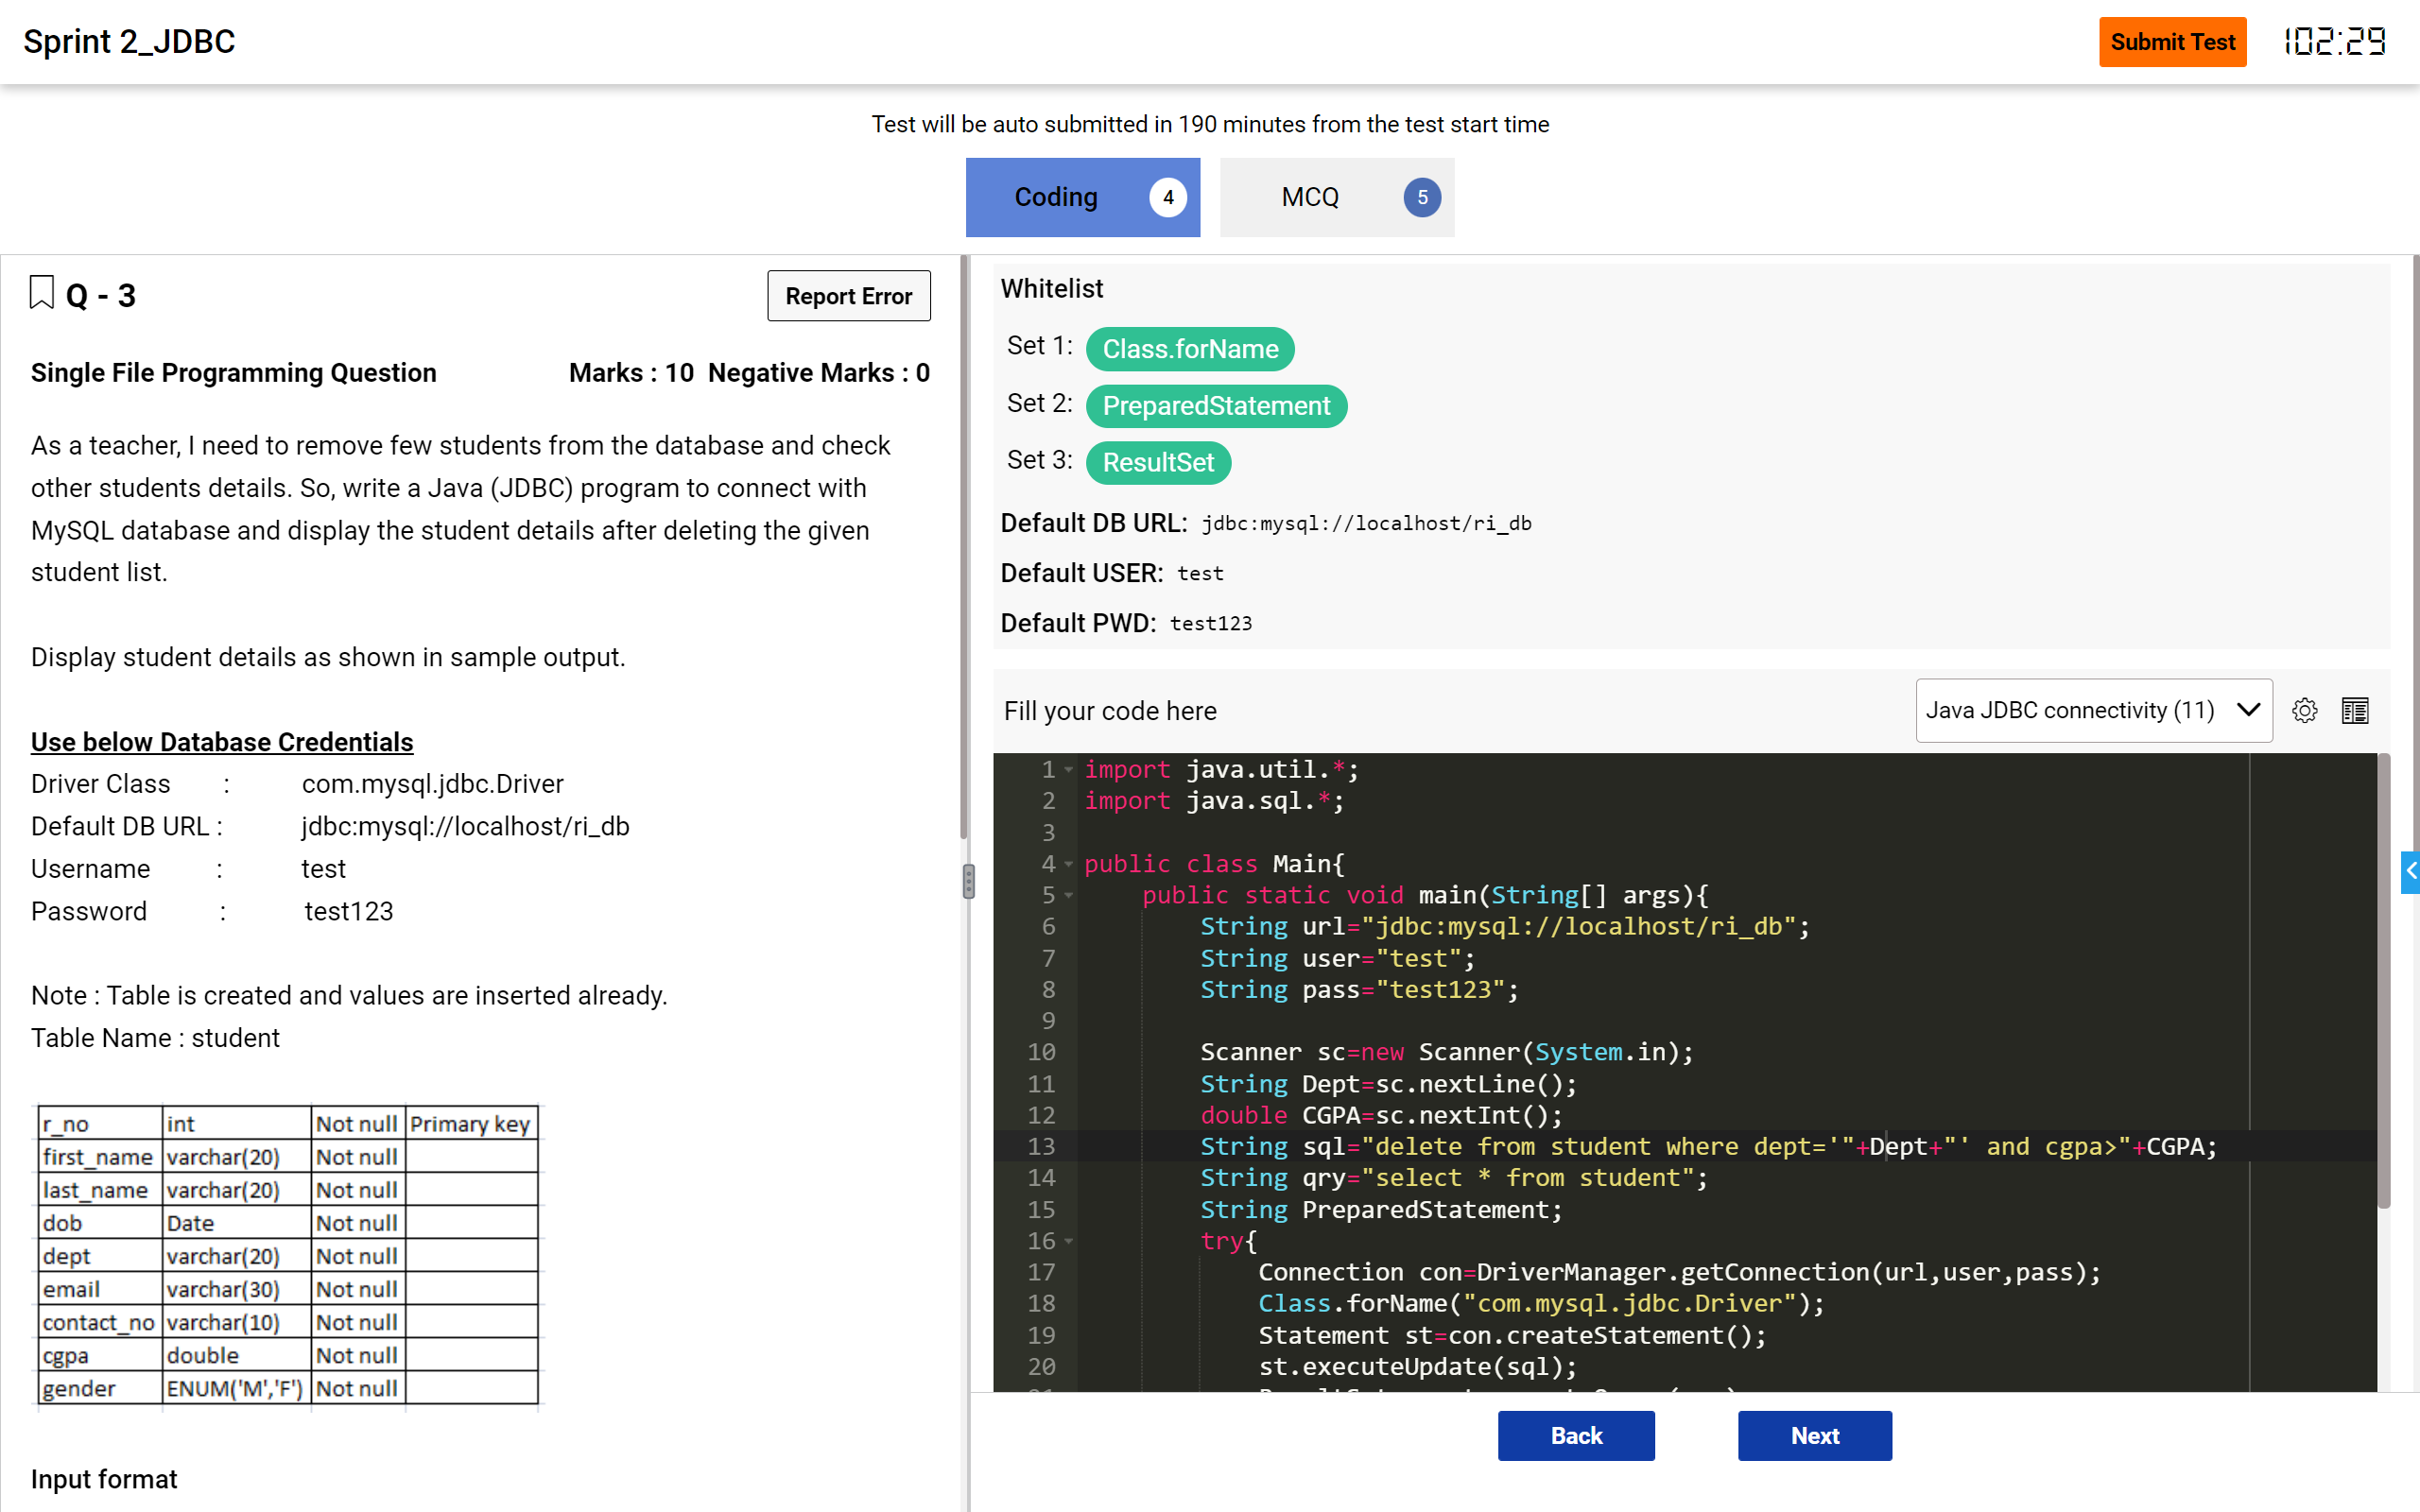 Sprint 2_JDBC
Submit Test
102:29
Test will be auto submitted in 190 minutes from the test start time
Coding 4
MCQ 5
Q - 3
Report Error
Single File Programming Question
Marks : 10 Negative Marks : 0
As a teacher, I need to remove few students from the database and check
other students details. So, write a Java (JDBC) program to connect with
MySQL database and display the student details after deleting the given
student list.
Display student details as shown in sample output.
Use below Database Credentials
Driver Class : com.mysql.jdbc.Driver
Default DB URL : jdbc:mysql://localhost/ri_db
Username : test
Password : test123
Note : Table is created and values are inserted already.
Table Name : student
r_no int Not null Primary key
first_name varchar(20) Not null
last_name varchar(20) Not null
dob Date Not null
dept varchar(20) Not null
email varchar(30) Not null
contact_no varchar(10) Not null
cgpa double Not null
gender ENUM('M','F') Not null
Input format
Whitelist
Set 1: Class.forName
Set 2: PreparedStatement
Set 3: ResultSet
Default DB URL: jdbc:mysql://localhost/ri_db
Default USER: test
Default PWD: test123
Fill your code here
Java JDBC connectivity (11)
1 import java.util.*;
2 import java.sql.*;
3
4 public class Main{
5 public static void main(String[] args){
6 String url="jdbc:mysql://localhost/ri_db";
7 String user="test";
8 String pass="test123";
9
10 Scanner sc=new Scanner(System.in);
11 String Dept=sc.nextLine();
12 double CGPA=sc.nextInt();
13 String sql="delete from student where dept='"+Dept+"' and cgpa>"+CGPA;
14 String qry="select * from student";
15 String PreparedStatement;
16 try{
17 Connection con=DriverManager.getConnection(url,user,pass);
18 Class.forName("com.mysql.jdbc.Driver");
19 Statement st=con.createStatement();
20 st.executeUpdate(sql);
Back
Next